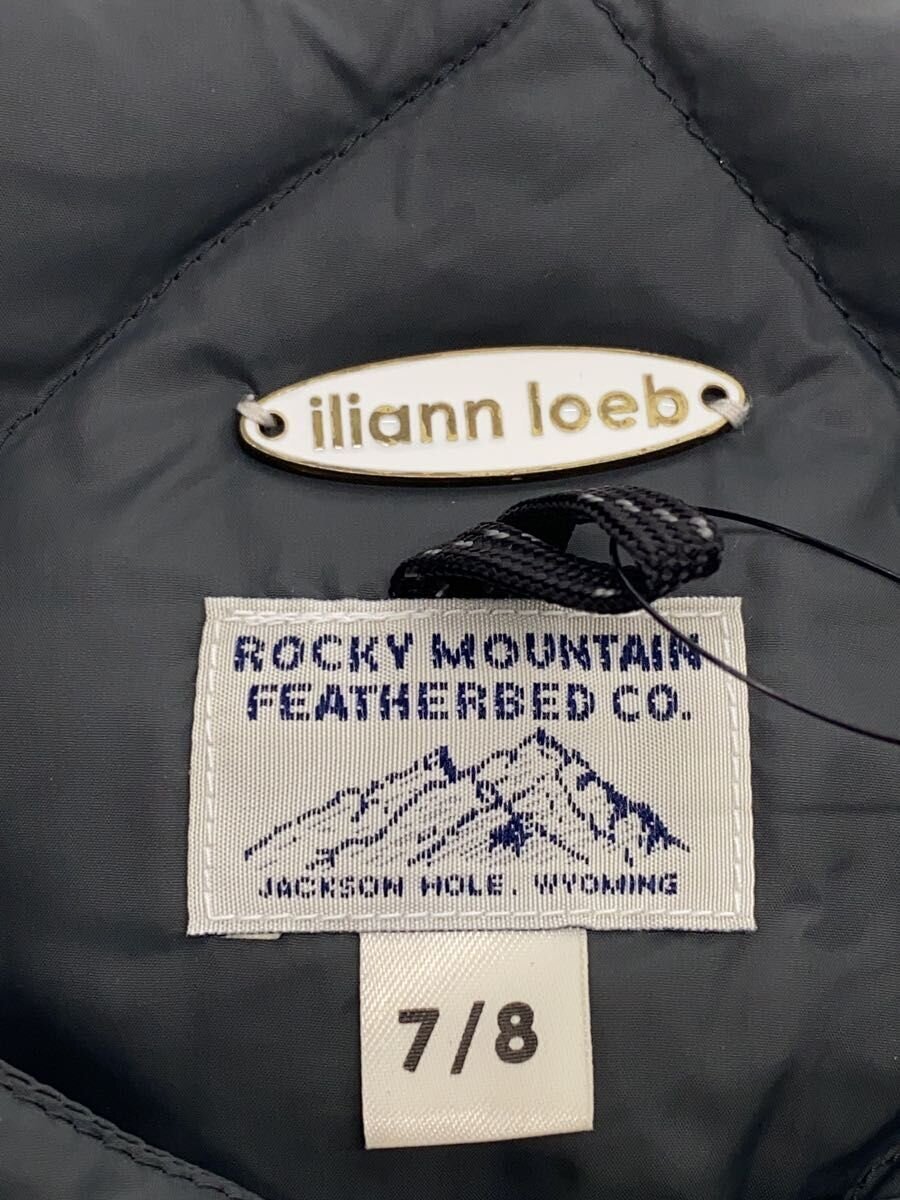 iliann loeb
ROCKY MOUNTAIN
FEATHERBED CO.
JACKSON HOLE, WYOMING
7/8